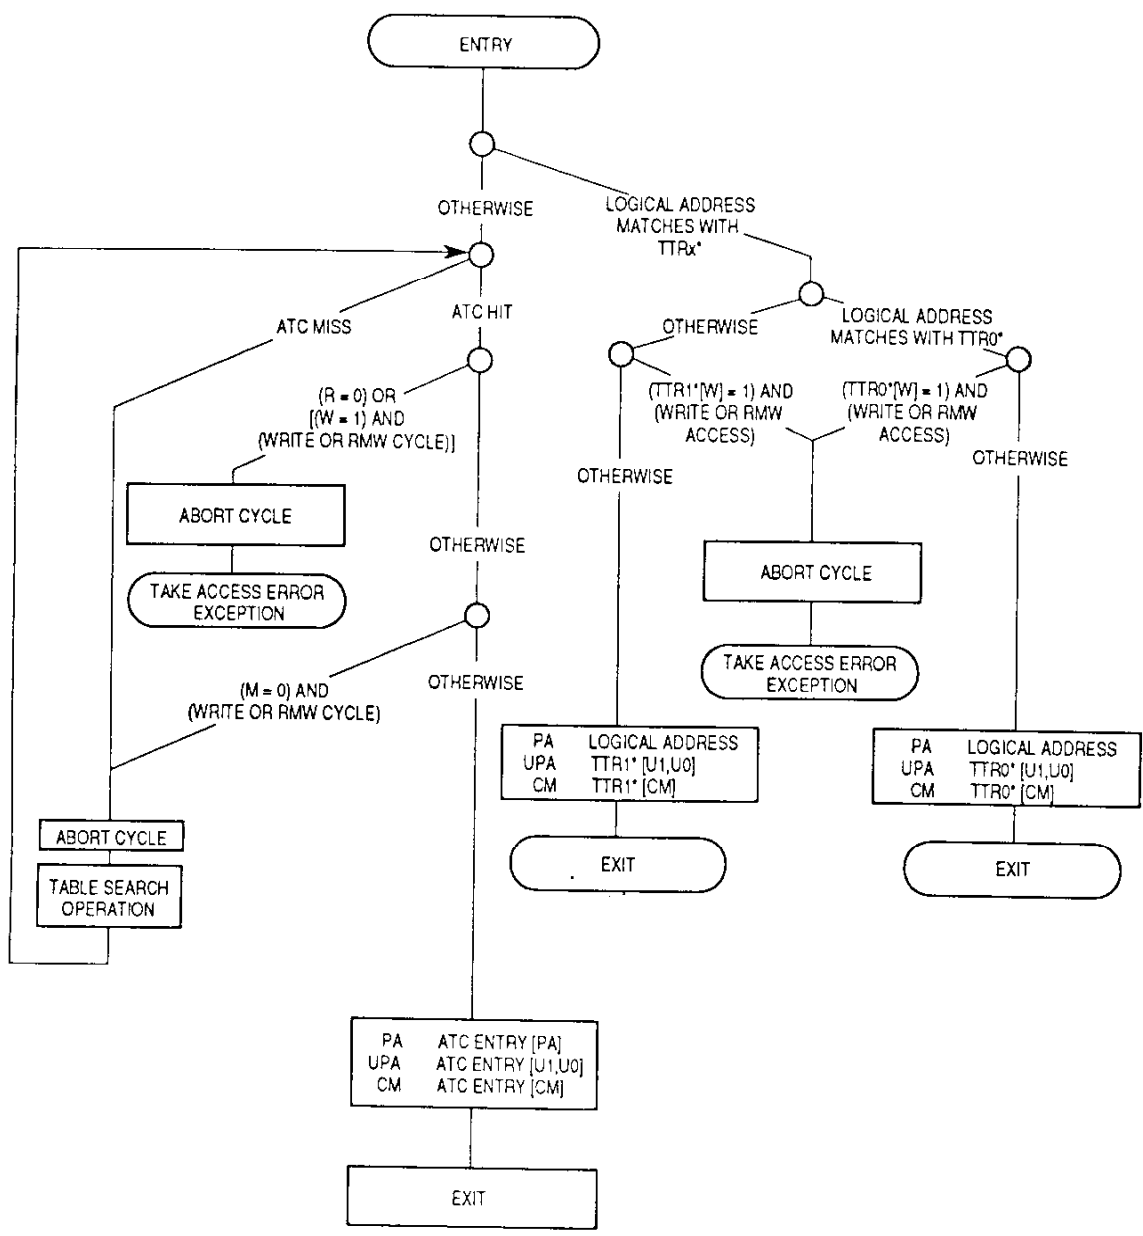 ENTRY
OTHERWISE
LOGICAL ADDRESS
MATCHES WITH
TTRx*
ATC MISS
ATC HIT
OTHERWISE
LOGICAL ADDRESS
MATCHES WITH TTR0*
(R = 0) OR
[(W = 1) AND
(WRITE OR RMW CYCLE)]
(TTR1*[W] = 1) AND
(WRITE OR RMW
ACCESS)
(TTR0*[W] = 1) AND
(WRITE OR RMW
ACCESS)
OTHERWISE
OTHERWISE
ABORT CYCLE
OTHERWISE
TAKE ACCESS ERROR
EXCEPTION
ABORT CYCLE
TAKE ACCESS ERROR
EXCEPTION
(M = 0) AND
(WRITE OR RMW CYCLE)
OTHERWISE
PA LOGICAL ADDRESS
UPA TTR1* [U1,U0]
CM TTR1* [CM]
PA LOGICAL ADDRESS
UPA TTR0* [U1,U0]
CM TTR0* [CM]
ABORT CYCLE
TABLE SEARCH
OPERATION
EXIT
EXIT
PA ATC ENTRY [PA]
UPA ATC ENTRY [U1,U0]
CM ATC ENTRY [CM]
EXIT